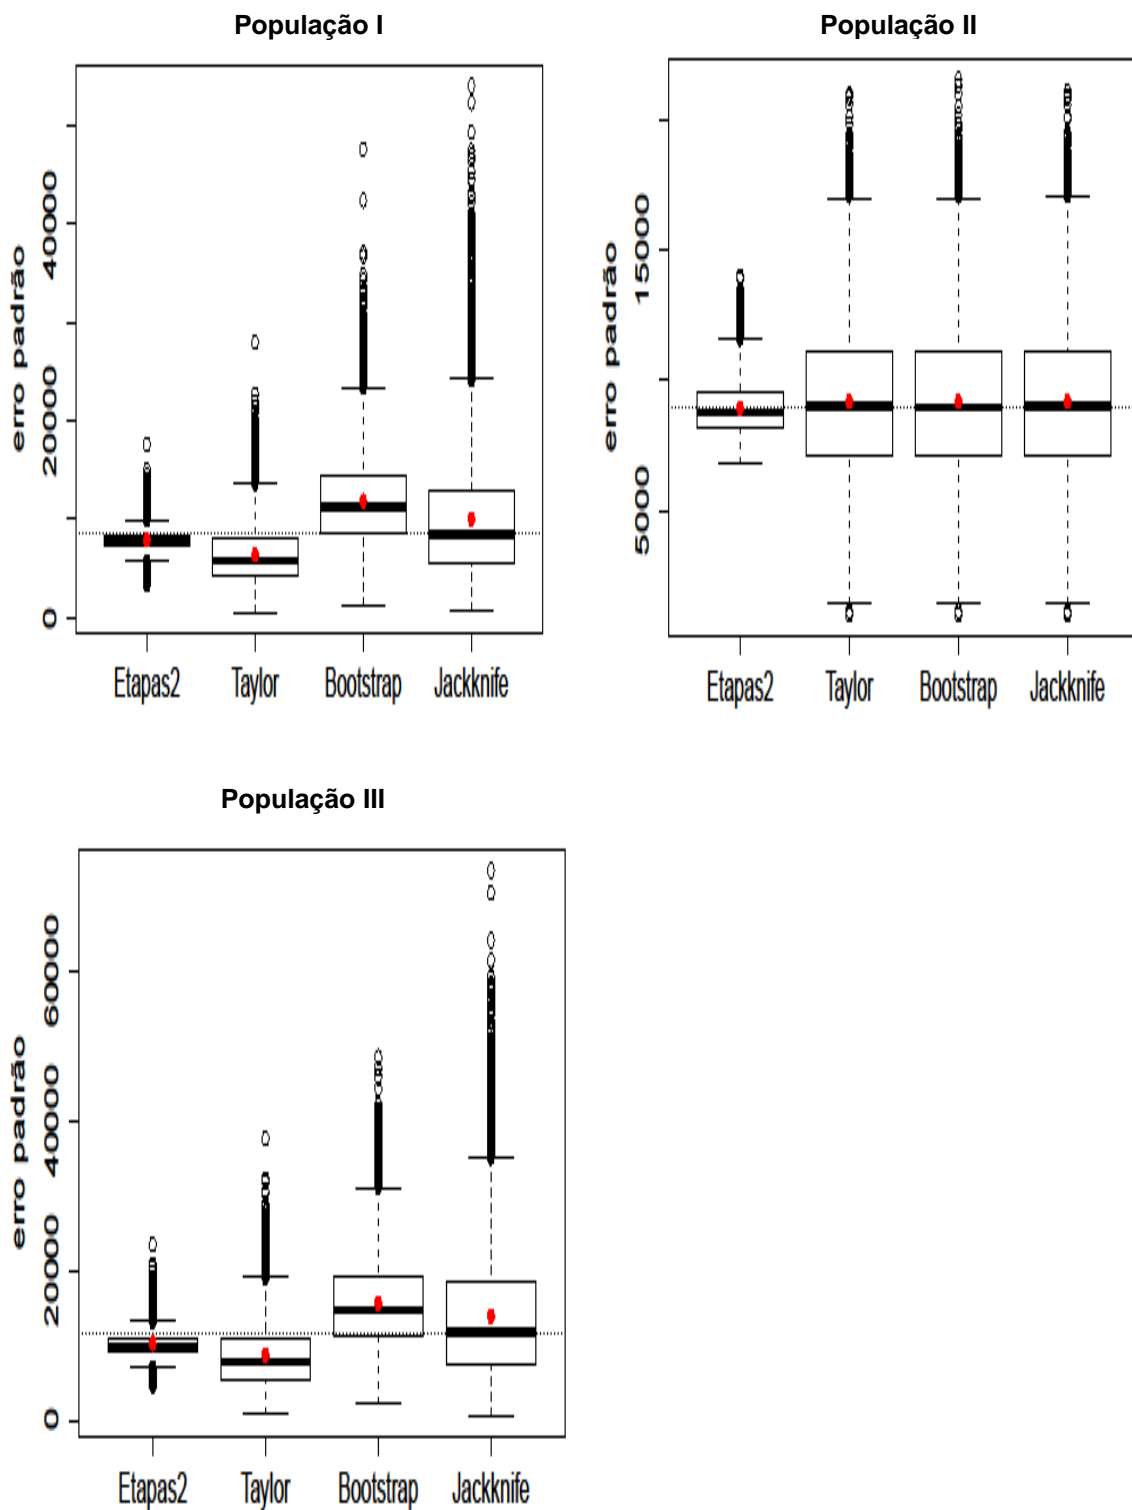 População I
População II
erro padrão
0
20000
40000
Etapas2 Taylor Bootstrap Jackknife
erro padrão
5000
15000
Etapas2 Taylor Bootstrap Jackknife
População III
erro padrão
0
20000
40000
60000
Etapas2 Taylor Bootstrap Jackknife